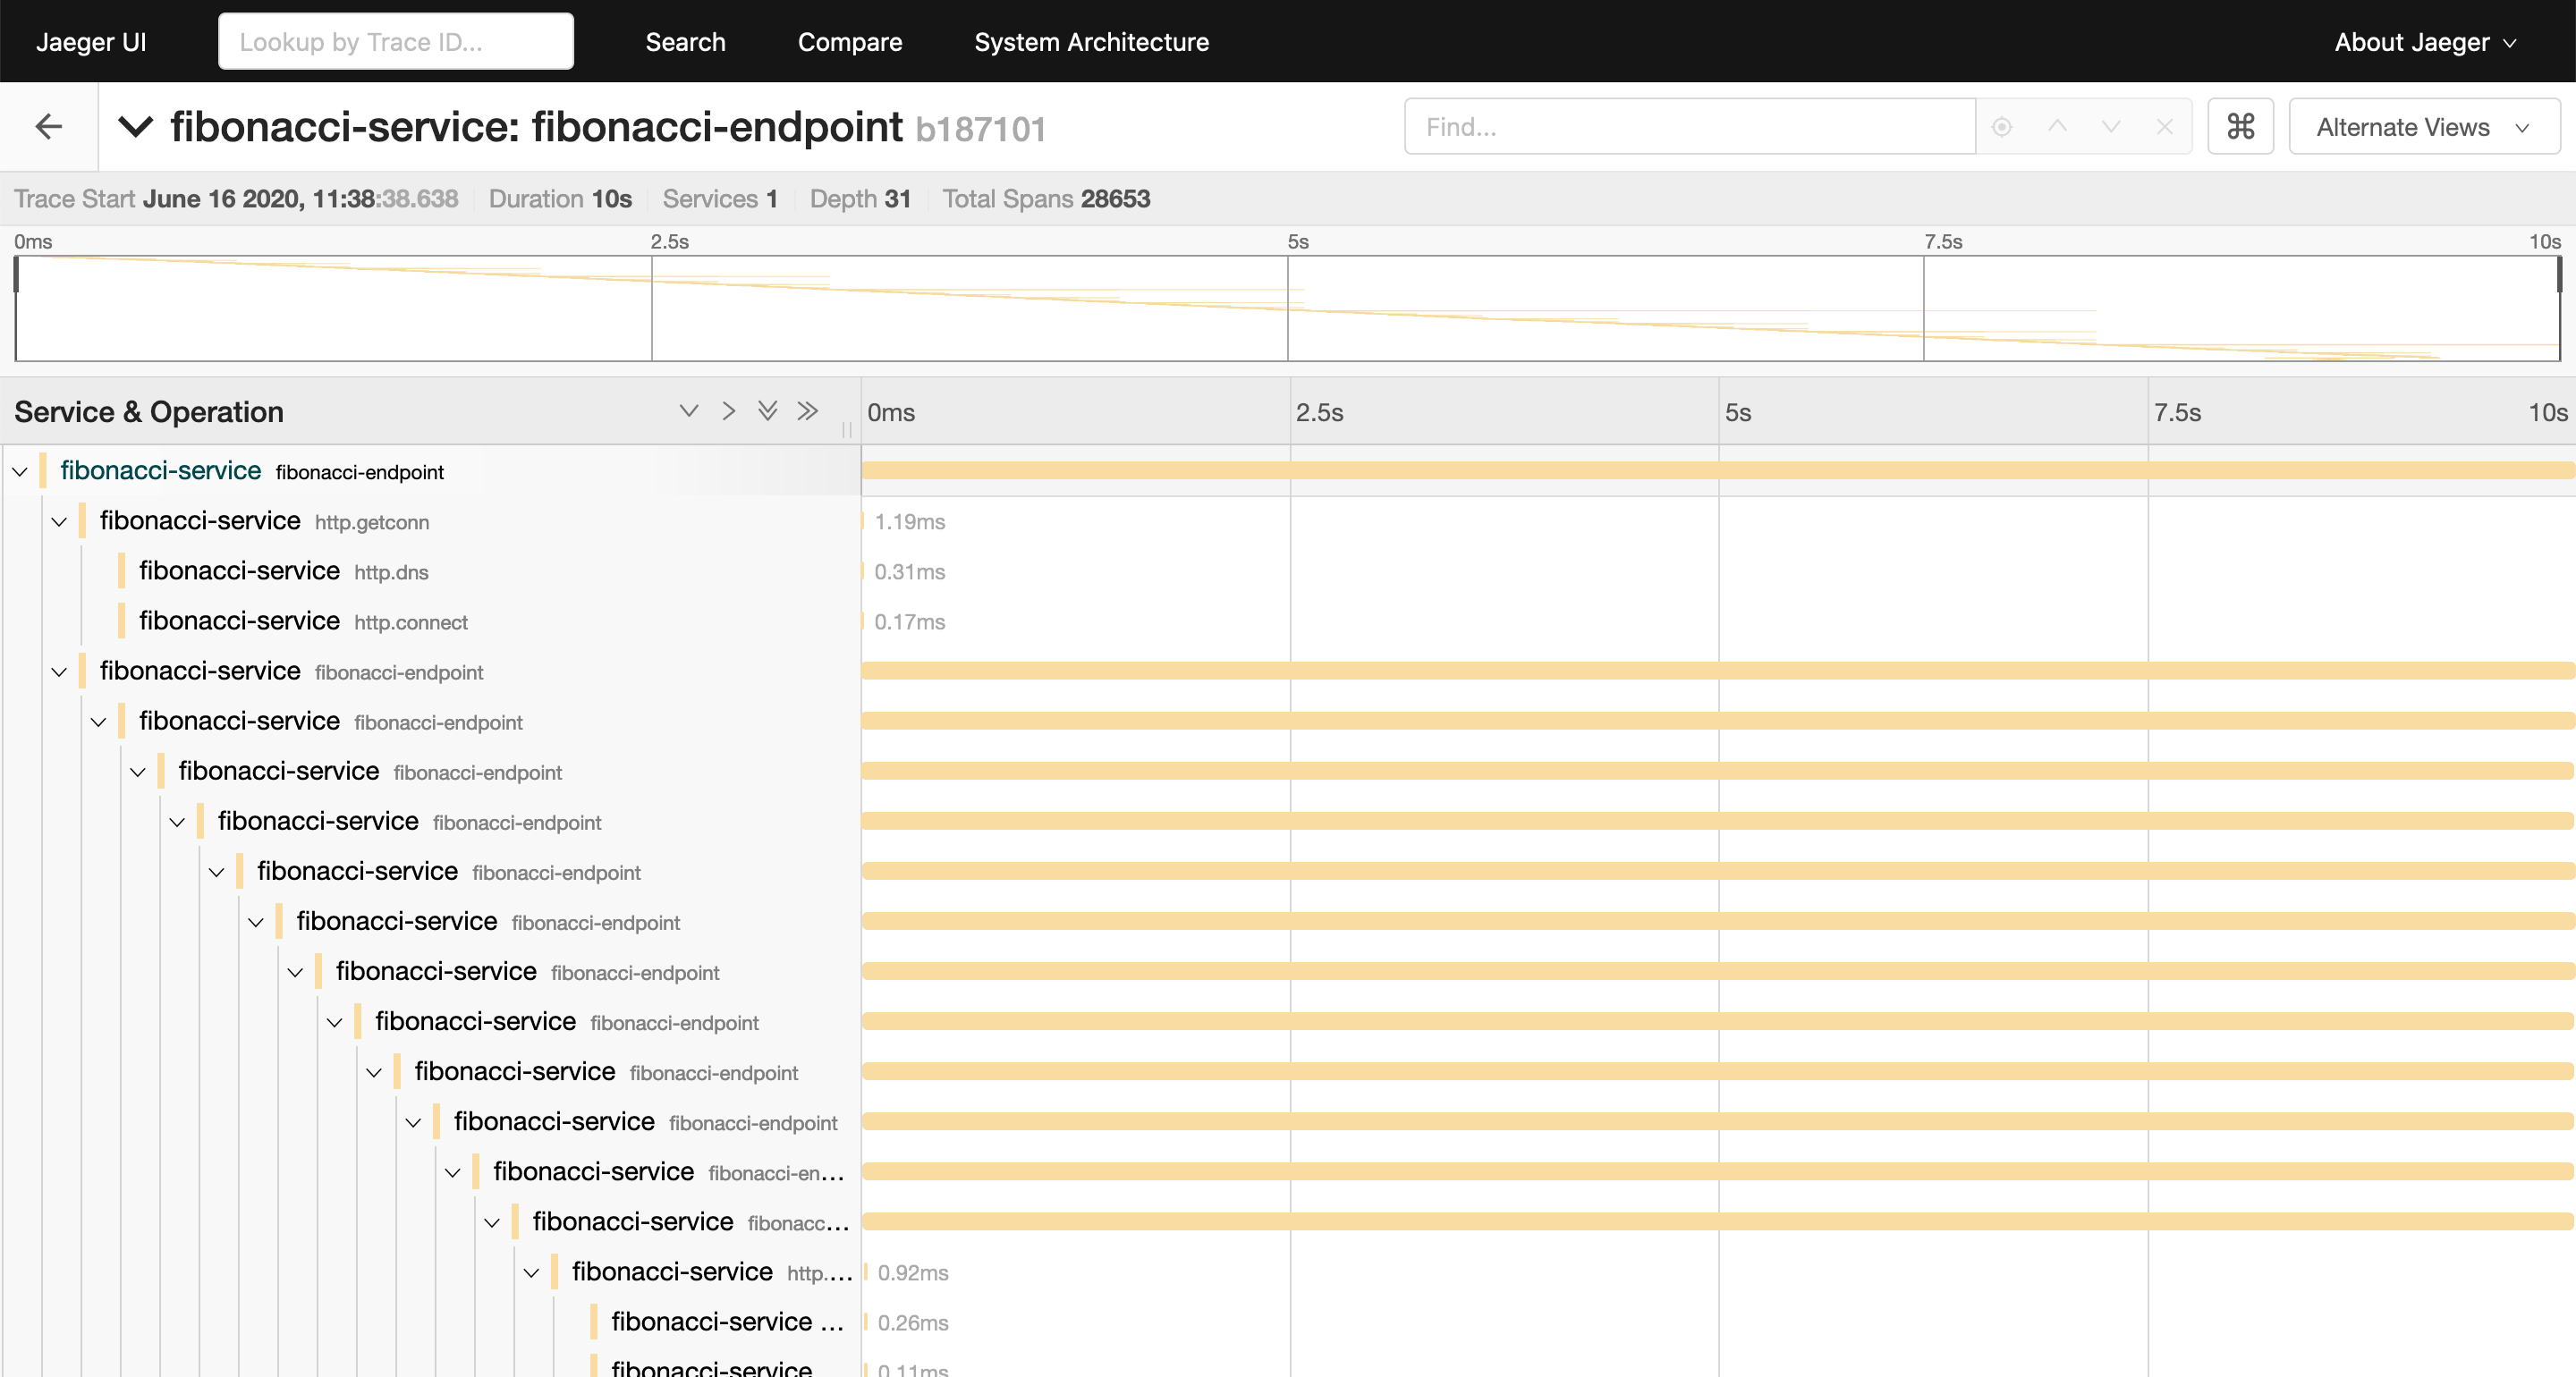 Jaeger UI Lookup by Trace ID... Search Compare System Architecture About Jaeger
fibonacci-service: fibonacci-endpoint b187101 Find... ⌘ Alternate Views
Trace Start June 16 2020, 11:38:38.638 Duration 10s Services 1 Depth 31 Total Spans 28653
0ms 2.5s 5s 7.5s 10s
Service & Operation 0ms 2.5s 5s 7.5s 10s
fibonacci-service fibonacci-endpoint
fibonacci-service http.getconn 1.19ms
fibonacci-service http.dns 0.31ms
fibonacci-service http.connect 0.17ms
fibonacci-service fibonacci-endpoint
fibonacci-service fibonacci-endpoint
fibonacci-service fibonacci-endpoint
fibonacci-service fibonacci-endpoint
fibonacci-service fibonacci-endpoint
fibonacci-service fibonacci-endpoint
fibonacci-service fibonacci-endpoint
fibonacci-service fibonacci-endpoint
fibonacci-service fibonacci-endpoint
fibonacci-service fibonacci-endpoint
fibonacci-service fibonacci-en...
fibonacci-service fibonacc...
fibonacci-service http.... 0.92ms
fibonacci-service ... 0.26ms
fibonacci-service 0.11ms